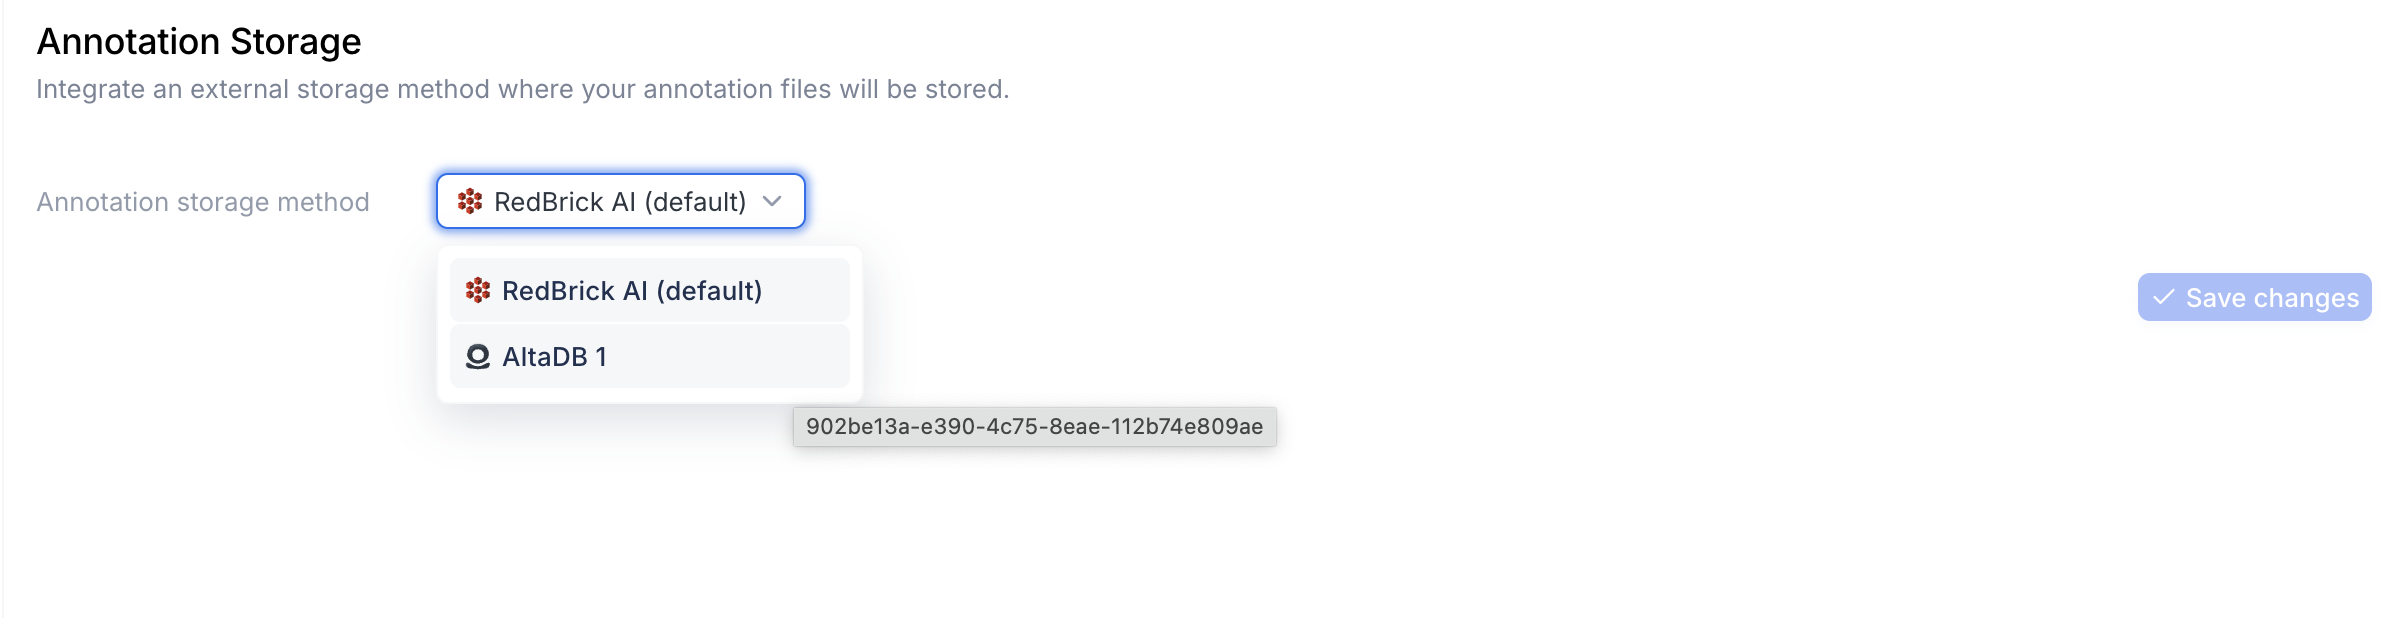 Annotation Storage
Integrate an external storage method where your annotation files will be stored.
Annotation storage method
RedBrick AI (default)
RedBrick AI (default)
AltaDB 1
Save changes
902be13a-e390-4c75-8eae-112b74e809ae